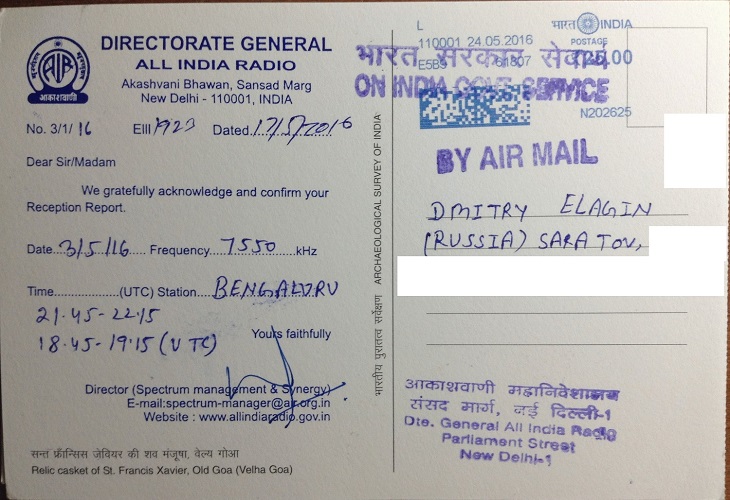 DIRECTORATE GENERAL
ALL INDIA RADIO
Akashvani Bhawan, Sansad Marg
New Delhi - 110001, INDIA
AIR
आकाशवाणी
No. 3/1/ 16 EIII 1923 Dated. 17/5/2016
Dear Sir/Madam
We gratefully acknowledge and confirm your
Reception Report.
Date..3/5/16..... Frequency...7550....kHz
Time..............(UTC) Station...BENGALURU
21.45-22.15
18.45-19.15 (UTC)
Yours faithfully
Director (Spectrum management & Synergy)
E-mail:spectrum-manager@air.org.in
Website : www.allindiaradio.gov.in
सन्त फ्रॉन्सिस जेवियर की शव मंजूषा, वेल्य गोआ
Relic casket of St. Francis Xavier, Old Goa (Velha Goa)
भारतीय पुरातत्व सर्वेक्षण ARCHAEOLOGICAL SURVEY OF INDIA
L भारत INDIA
110001 24.05.2016 POSTAGE
N202625
भारत सरकार सेवार्थ
ON INDIA GOVT. SERVICE
BY AIR MAIL
DMITRY ELAGIN
(RUSSIA) SARATOV,
आकाशवाणी महानिवेशालय
संसद मार्ग, नई दिल्ली-1
Dte. General All India Radio
Parliament Street
New Delhi-1